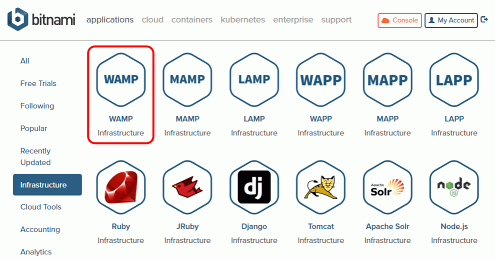 bitnami applications cloud containers kubernetes enterprise support Console My Account
All
Free Trials
Following
Popular
Recently
Updated
Infrastructure
Cloud Tools
Accounting
Analytics
WAMP MAMP LAMP WAPP MAPP LAPP
WAMP MAMP LAMP WAPP MAPP LAPP
Infrastructure Infrastructure Infrastructure Infrastructure Infrastructure Infrastructure
dj Apache Solr node
Ruby JRuby Django Tomcat Apache Solr Node.js
Infrastructure Infrastructure Infrastructure Infrastructure Infrastructure Infrastructure